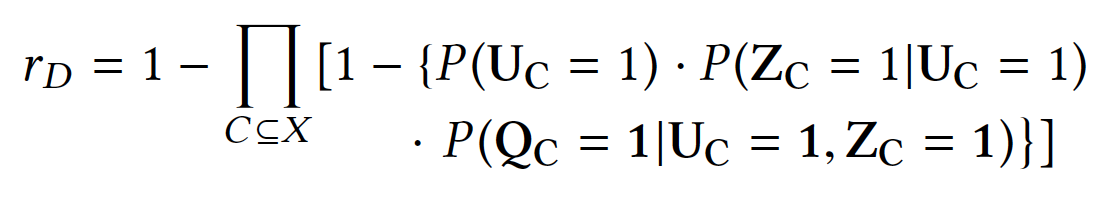 r_D = 1 − ∏_{C⊆X} [1 − {P(𝐔_C = 1) · P(𝐙_C = 1|𝐔_C = 1)
· P(𝐐_C = 𝟏|𝐔_C = 𝟏, 𝐙_C = 𝟏)}]